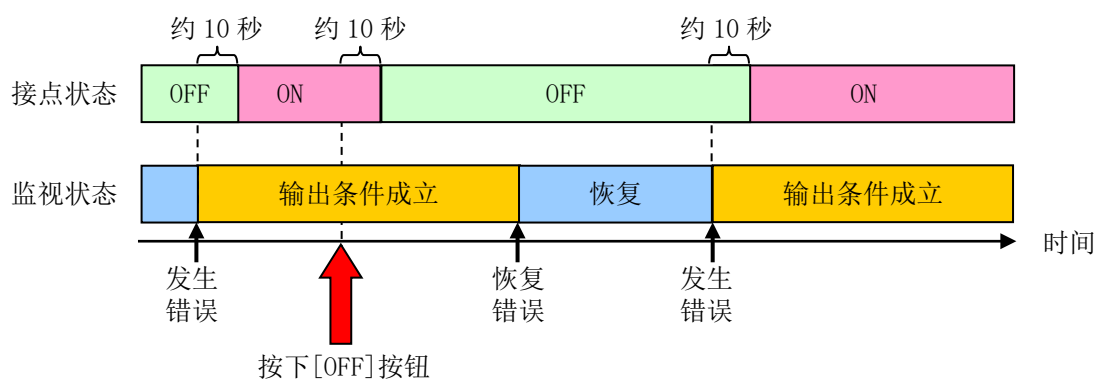 约 10 秒
约 10 秒
约 10 秒
接点状态
OFF
ON
OFF
ON
监视状态
输出条件成立
恢复
输出条件成立
时间
发生
错误
恢复
错误
发生
错误
按下[OFF]按钮